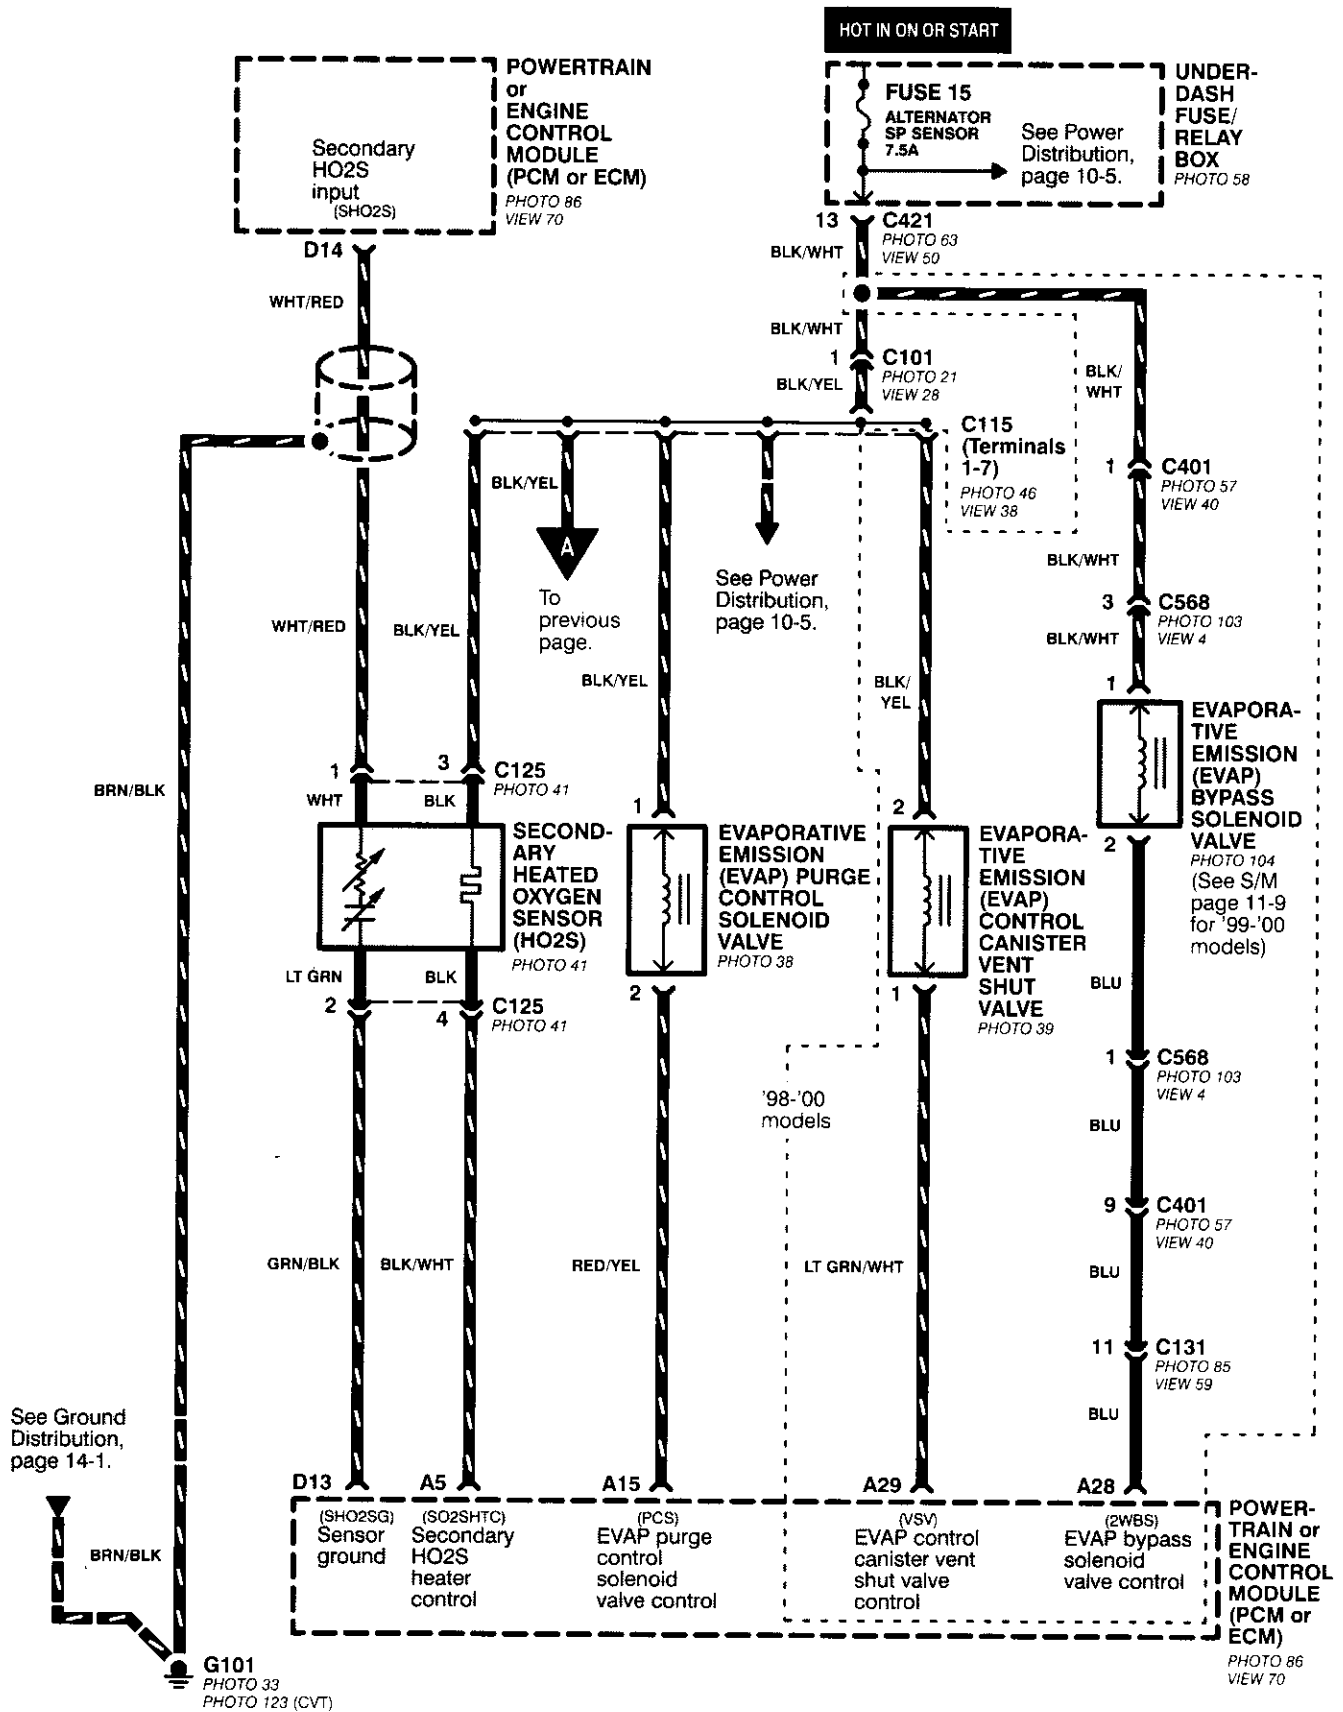 HOT IN ON OR START
POWERTRAIN
or
ENGINE
CONTROL
MODULE
(PCM or ECM)
PHOTO 86
VIEW 70
Secondary
HO2S
input
(SHO2S)
FUSE 15
ALTERNATOR
SP SENSOR
7.5A
See Power
Distribution,
page 10-5.
UNDER-
DASH
FUSE/
RELAY
BOX
PHOTO 58
D14
13
C421
PHOTO 63
VIEW 50
BLK/WHT
WHT/RED
BLK/WHT
1
C101
PHOTO 21
VIEW 28
BLK/YEL
BLK/
WHT
C115
(Terminals
1-7)
PHOTO 46
VIEW 38
1
C401
PHOTO 57
VIEW 40
BLK/YEL
A
To
previous
page.
See Power
Distribution,
page 10-5.
BLK/WHT
3
C568
PHOTO 103
VIEW 4
BLK/WHT
WHT/RED
BLK/YEL
BLK/YEL
BLK/
YEL
1
EVAPORA-
TIVE
EMISSION
(EVAP)
BYPASS
SOLENOID
VALVE
PHOTO 104
(See S/M
page 11-9
for '99-'00
models)
2
BRN/BLK
1
3
C125
PHOTO 41
WHT
BLK
1
2
SECOND-
ARY
HEATED
OXYGEN
SENSOR
(HO2S)
PHOTO 41
EVAPORATIVE
EMISSION
(EVAP) PURGE
CONTROL
SOLENOID
VALVE
PHOTO 38
EVAPORA-
TIVE
EMISSION
(EVAP)
CONTROL
CANISTER
VENT
SHUT
VALVE
PHOTO 39
LT GRN
BLK
2
4
C125
PHOTO 41
2
1
BLU
1
C568
PHOTO 103
VIEW 4
'98-'00
models
BLU
9
C401
PHOTO 57
VIEW 40
GRN/BLK
BLK/WHT
RED/YEL
LT GRN/WHT
BLU
11
C131
PHOTO 85
VIEW 59
BLU
See Ground
Distribution,
page 14-1.
D13
A5
A15
A29
A28
(SHO2SG)
Sensor
ground
(SO2SHTC)
Secondary
HO2S
heater
control
(PCS)
EVAP purge
control
solenoid
valve control
(VSV)
EVAP control
canister vent
shut valve
control
(2WBS)
EVAP bypass
solenoid
valve control
POWER-
TRAIN or
ENGINE
CONTROL
MODULE
(PCM or
ECM)
PHOTO 86
VIEW 70
BRN/BLK
G101
PHOTO 33
PHOTO 123 (CVT)